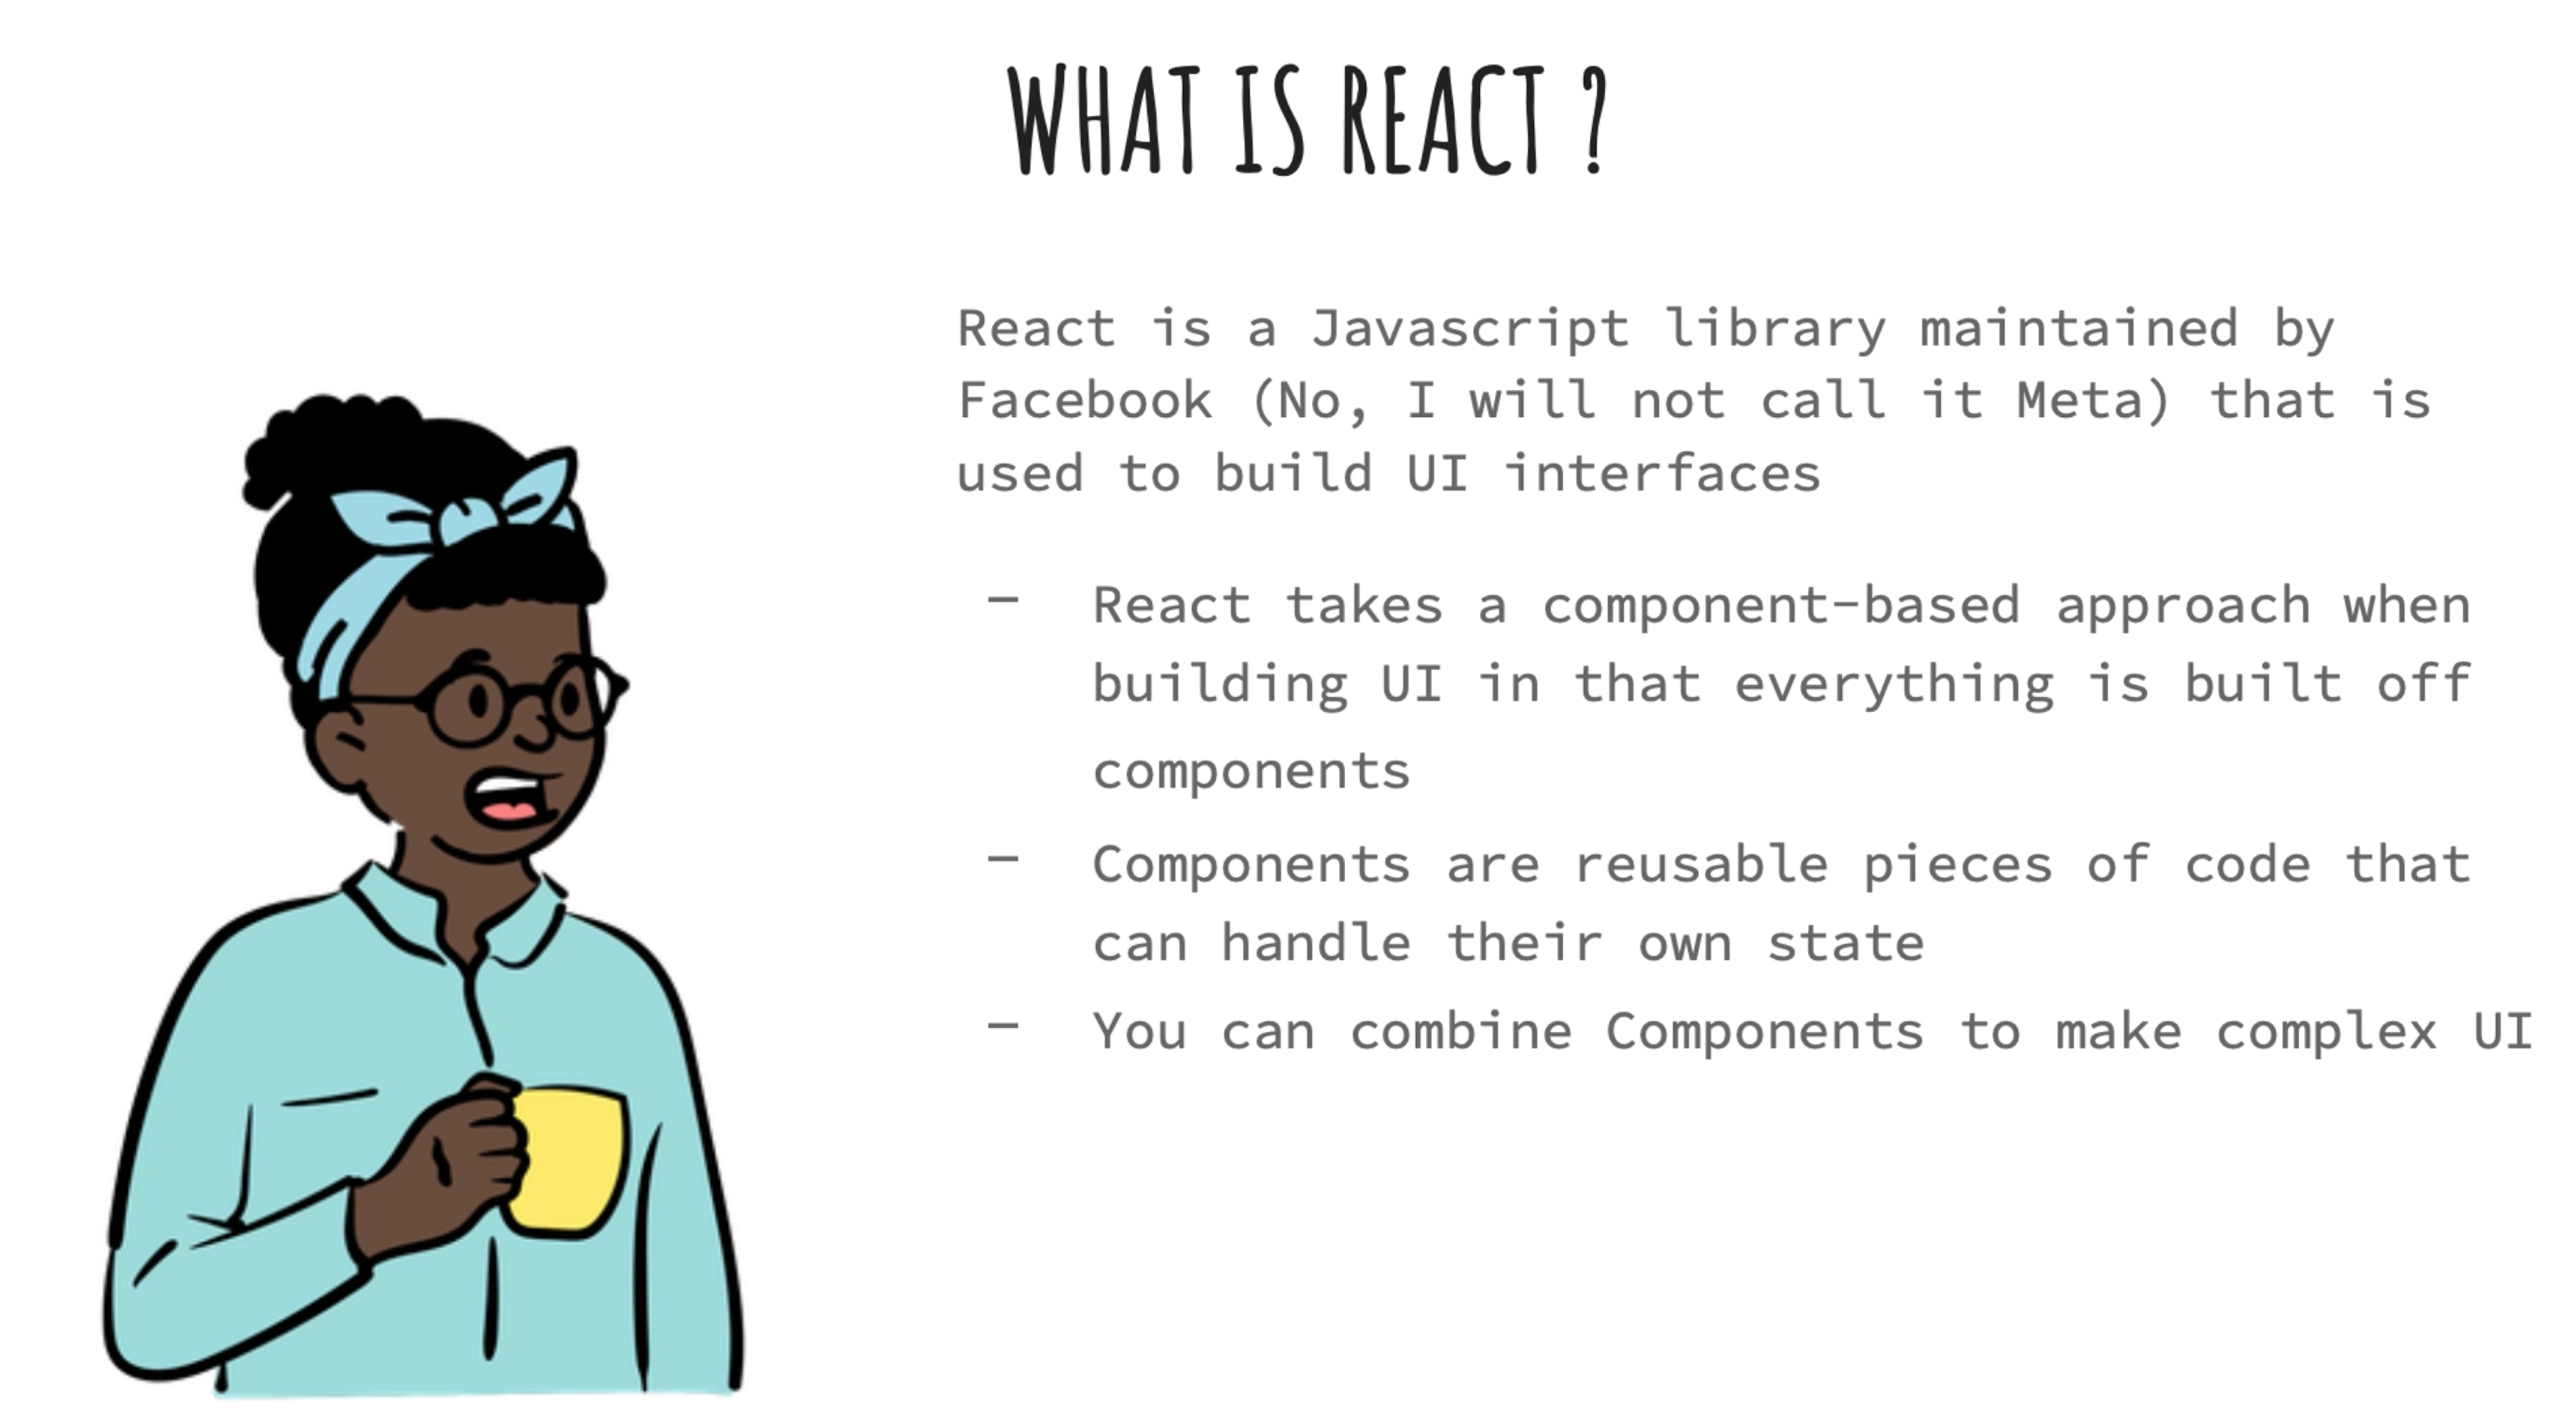 WHAT IS REACT ?
React is a Javascript library maintained by
Facebook (No, I will not call it Meta) that is
used to build UI interfaces
– React takes a component-based approach when
building UI in that everything is built off
components
– Components are reusable pieces of code that
can handle their own state
– You can combine Components to make complex UI